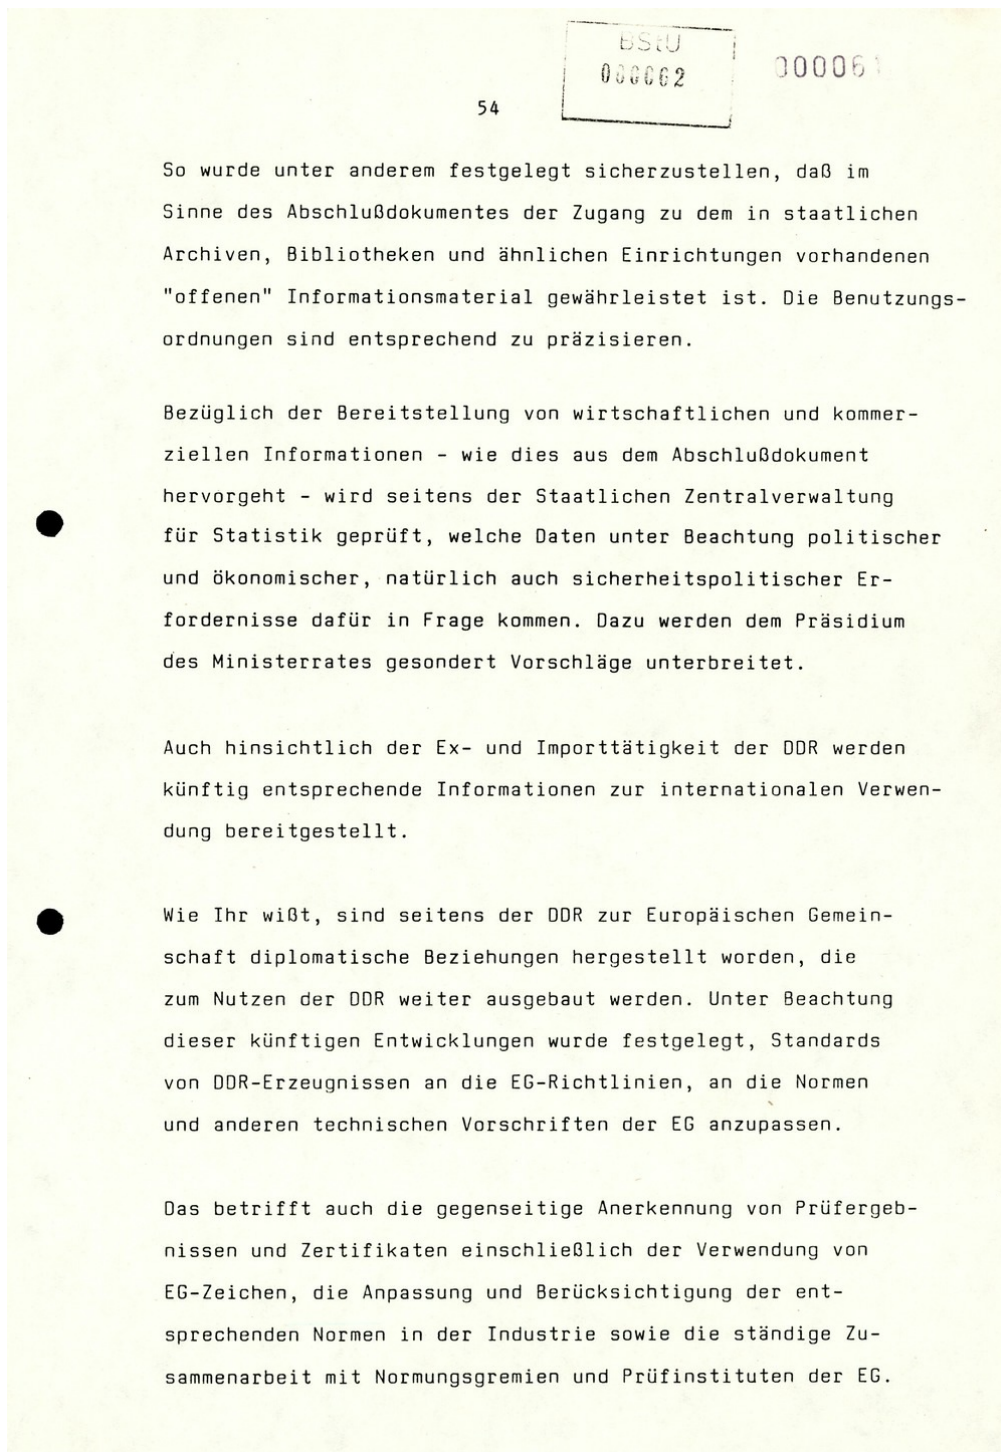 BStU
000062
54
So wurde unter anderem festgelegt sicherzustellen, daß im
Sinne des Abschlußdokumentes der Zugang zu dem in staatlichen
Archiven, Bibliotheken und ähnlichen Einrichtungen vorhandenen
"offenen" Informationsmaterial gewährleistet ist. Die Benutzungs-
ordnungen sind entsprechend zu präzisieren.
Bezüglich der Bereitstellung von wirtschaftlichen und kommer-
ziellen Informationen - wie dies aus dem Abschlußdokument
hervorgeht - wird seitens der Staatlichen Zentralverwaltung
für Statistik geprüft, welche Daten unter Beachtung politischer
und ökonomischer, natürlich auch sicherheitspolitischer Er-
fordernisse dafür in Frage kommen. Dazu werden dem Präsidium
des Ministerrates gesondert Vorschläge unterbreitet.
Auch hinsichtlich der Ex- und Importtätigkeit der DDR werden
künftig entsprechende Informationen zur internationalen Verwen-
dung bereitgestellt.
Wie Ihr wißt, sind seitens der DDR zur Europäischen Gemein-
schaft diplomatische Beziehungen hergestellt worden, die
zum Nutzen der DDR weiter ausgebaut werden. Unter Beachtung
dieser künftigen Entwicklungen wurde festgelegt, Standards
von DDR-Erzeugnissen an die EG-Richtlinien, an die Normen
und anderen technischen Vorschriften der EG anzupassen.
Das betrifft auch die gegenseitige Anerkennung von Prüfergeb-
nissen und Zertifikaten einschließlich der Verwendung von
EG-Zeichen, die Anpassung und Berücksichtigung der ent-
sprechenden Normen in der Industrie sowie die ständige Zu-
sammenarbeit mit Normungsgremien und Prüfinstituten der EG.